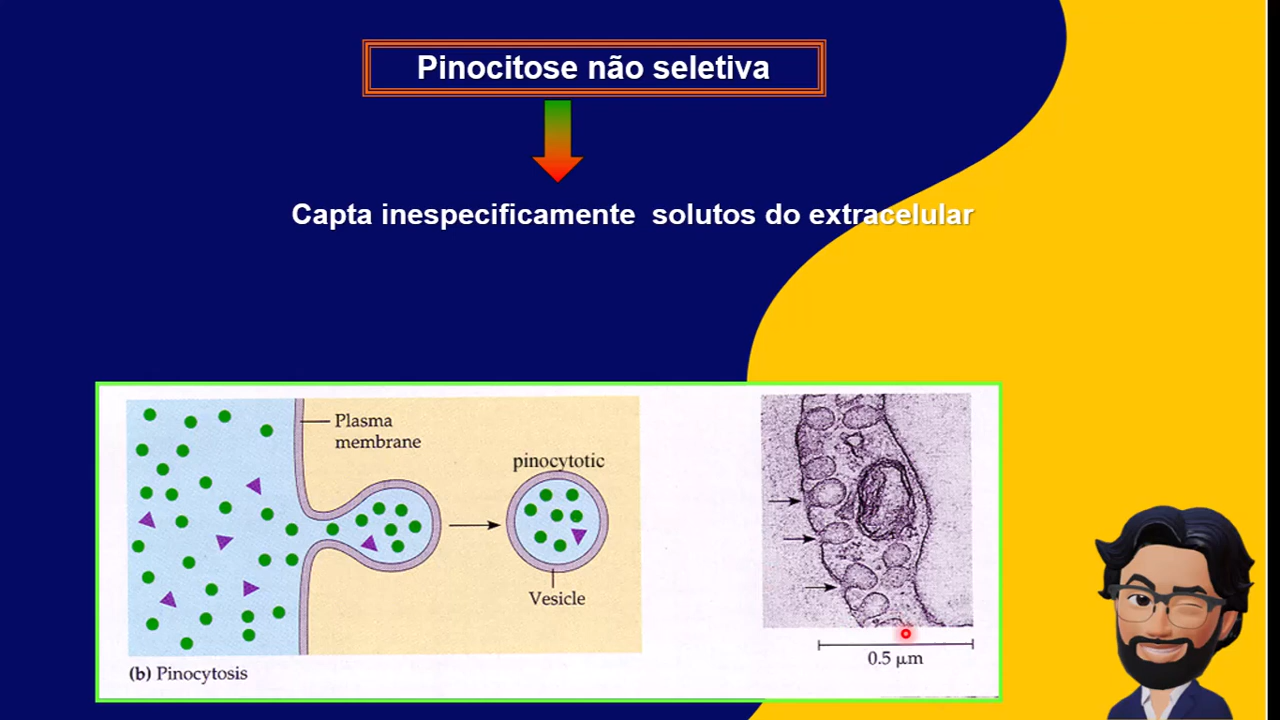 Pinocitose não seletiva
Capta inespecificamente solutos do extracelular
Plasma
membrane
pinocytotic
Vesicle
(b) Pinocytosis
0.5 µm